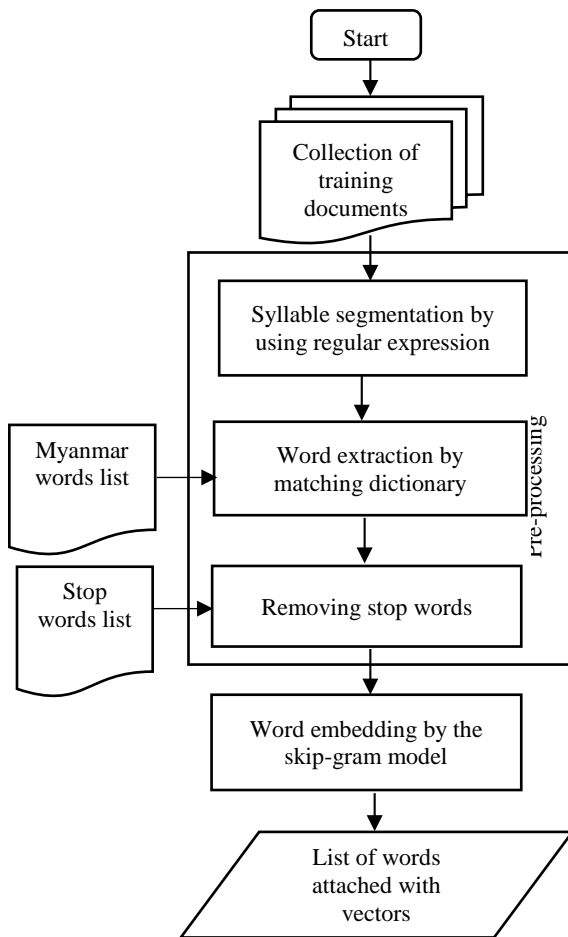 Start
Collection of
training
documents
Syllable segmentation by
using regular expression
Myanmar
words list
Word extraction by
matching dictionary
Pre-processing
Stop
words list
Removing stop words
Word embedding by the
skip-gram model
List of words
attached with
vectors